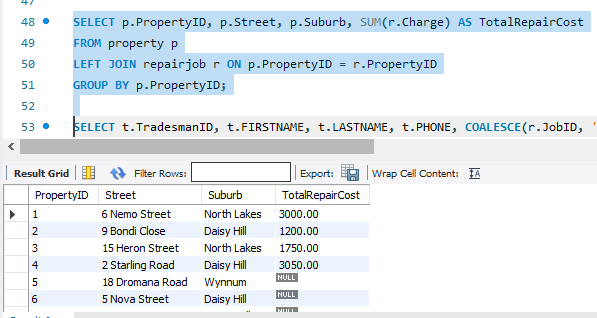 48 SELECT p.PropertyID, p.Street, p.Suburb, SUM(r.Charge) AS TotalRepairCost
49 FROM property p
50 LEFT JOIN repairjob r ON p.PropertyID = r.PropertyID
51 GROUP BY p.PropertyID;
52
53 SELECT t.TradesmanID, t.FIRSTNAME, t.LASTNAME, t.PHONE, COALESCE(r.JobID, '
Result Grid Filter Rows: Export: Wrap Cell Content: IA
PropertyID Street Suburb TotalRepairCost
1 6 Nemo Street North Lakes 3000.00
2 9 Bondi Close Daisy Hill 1200.00
3 15 Heron Street North Lakes 1750.00
4 2 Starling Road Daisy Hill 3050.00
5 18 Dromana Road Wynnum NULL
6 5 Nova Street Daisy Hill NULL